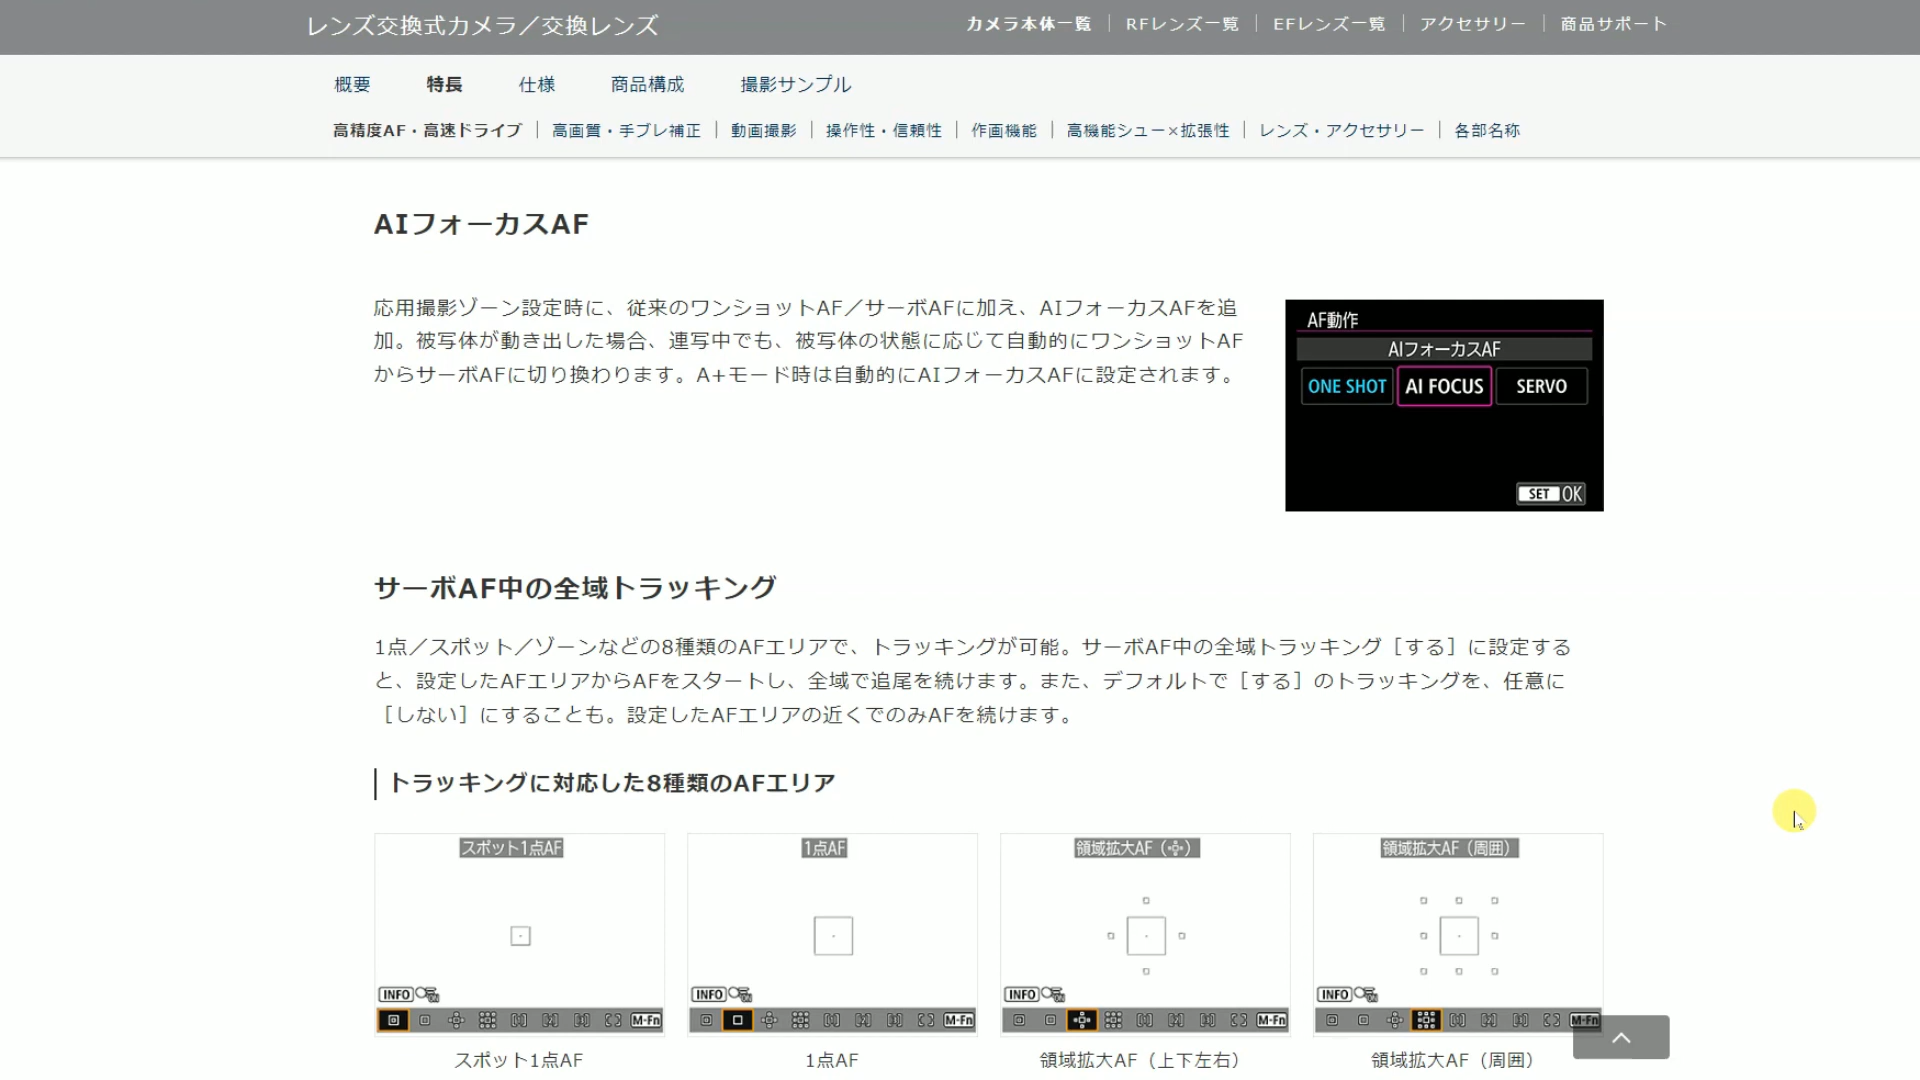 レンズ交換式カメラ／交換レンズ
カメラ本体一覧
RFレンズ一覧
EFレンズ一覧
アクセサリー
商品サポート
概要
特長
仕様
商品構成
撮影サンプル
高精度AF・高速ドライブ
高画質・手ブレ補正
動画撮影
操作性・信頼性
作画機能
高機能シュー×拡張性
レンズ・アクセサリー
各部名称
AIフォーカスAF
応用撮影ゾーン設定時に、従来のワンショットAF／サーボAFに加え、AIフォーカスAFを追
加。被写体が動き出した場合、連写中でも、被写体の状態に応じて自動的にワンショットAF
からサーボAFに切り換わります。A+モード時は自動的にAIフォーカスAFに設定されます。
AF動作
AIフォーカスAF
ONE SHOT
AI FOCUS
SERVO
SET OK
サーボAF中の全域トラッキング
1点／スポット／ゾーンなどの8種類のAFエリアで、トラッキングが可能。サーボAF中の全域トラッキング［する］に設定する
と、設定したAFエリアからAFをスタートし、全域で追尾を続けます。また、デフォルトで［する］のトラッキングを、任意に
［しない］にすることも。設定したAFエリアの近くでのみAFを続けます。
トラッキングに対応した8種類のAFエリア
スポット1点AF
INFO
M-Fn
スポット1点AF
1点AF
INFO
M-Fn
1点AF
領域拡大AF（）
INFO
M-Fn
領域拡大AF（上下左右）
領域拡大AF（周囲）
INFO
M-Fn
領域拡大AF（周囲）